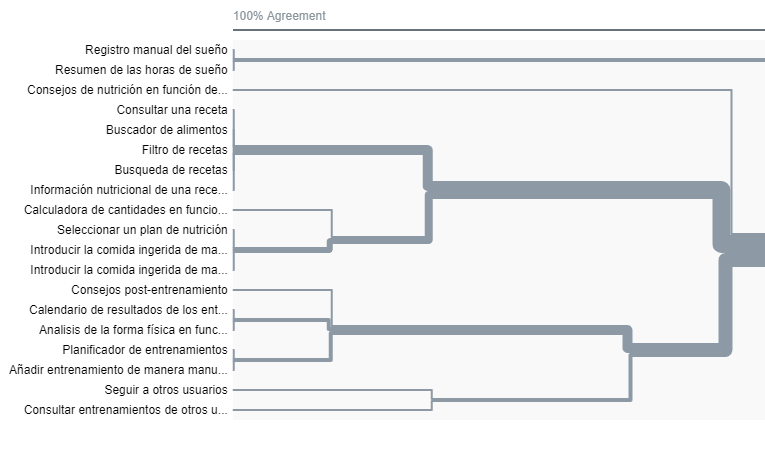 100% Agreement
Registro manual del sueño
Resumen de las horas de sueño
Consejos de nutrición en función de...
Consultar una receta
Buscador de alimentos
Filtro de recetas
Busqueda de recetas
Información nutricional de una rece...
Calculadora de cantidades en funcio...
Seleccionar un plan de nutrición
Introducir la comida ingerida de ma...
Introducir la comida ingerida de ma...
Consejos post-entrenamiento
Calendario de resultados de los ent...
Analisis de la forma física en func...
Planificador de entrenamientos
Añadir entrenamiento de manera manu...
Seguir a otros usuarios
Consultar entrenamientos de otros u...